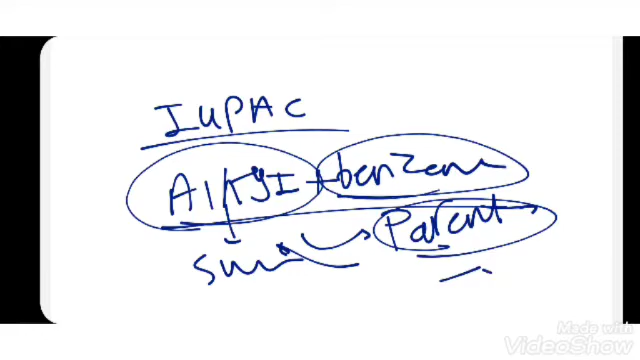 IUPAC
Alkyl + benzene
Parent
Made with
VideoShow